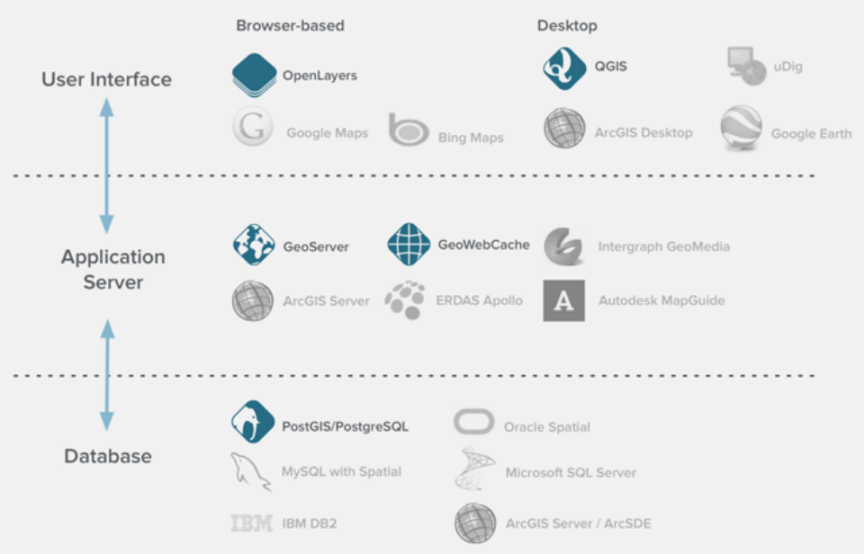 Browser-based
Desktop
User Interface
OpenLayers
QGIS
uDig
G
Google Maps
Bing Maps
ArcGIS Desktop
Google Earth
Application
Server
GeoServer
GeoWebCache
Intergraph GeoMedia
ArcGIS Server
ERDAS Apollo
A
Autodesk MapGuide
Database
PostGIS/PostgreSQL
Oracle Spatial
MySQL with Spatial
Microsoft SQL Server
IBM
IBM DB2
ArcGIS Server / ArcSDE